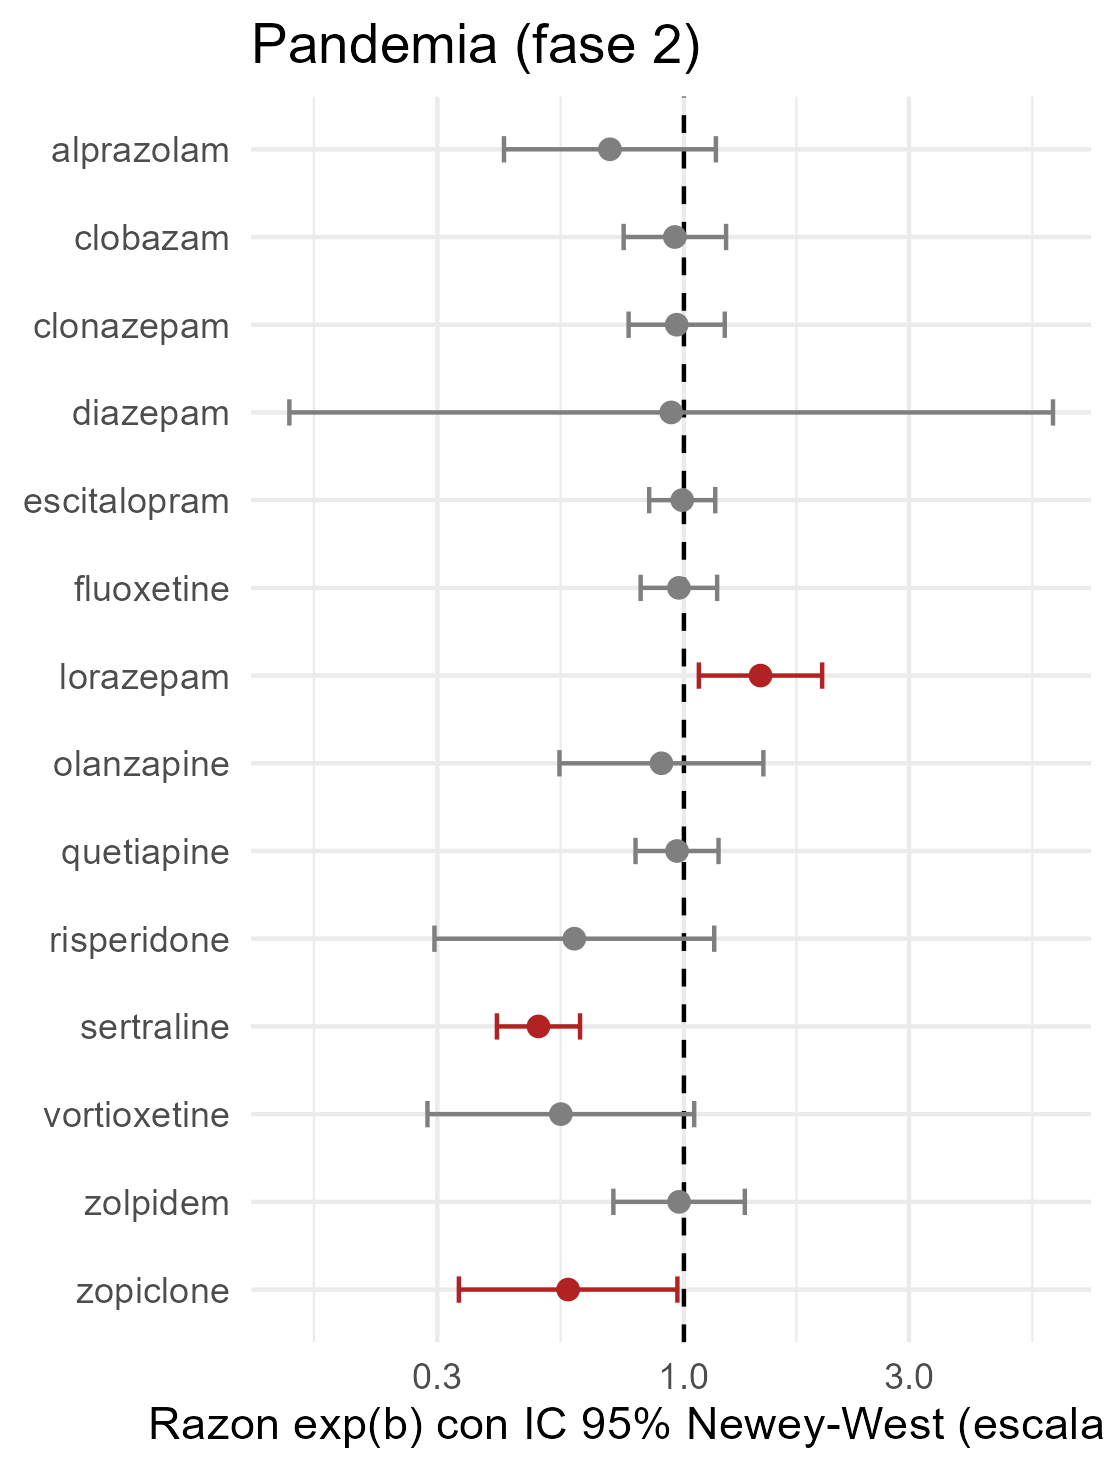 Pandemia (fase 2)
alprazolam
clobazam
clonazepam
diazepam
escitalopram
fluoxetine
lorazepam
olanzapine
quetiapine
risperidone
sertraline
vortioxetine
zolpidem
zopiclone
0.3 1.0 3.0
Razon exp(b) con IC 95% Newey-West (escala